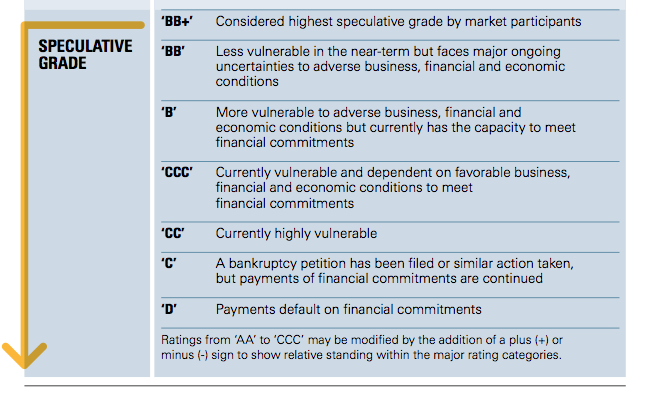 ‘BB+’ Considered highest speculative grade by market participants
SPECULATIVE
GRADE
‘BB’ Less vulnerable in the near-term but faces major ongoing
uncertainties to adverse business, financial and economic
conditions
‘B’ More vulnerable to adverse business, financial and
economic conditions but currently has the capacity to meet
financial commitments
‘CCC’ Currently vulnerable and dependent on favorable business,
financial and economic conditions to meet
financial commitments
‘CC’ Currently highly vulnerable
‘C’ A bankruptcy petition has been filed or similar action taken,
but payments of financial commitments are continued
‘D’ Payments default on financial commitments
Ratings from ‘AA’ to ‘CCC’ may be modified by the addition of a plus (+) or
minus (-) sign to show relative standing within the major rating categories.